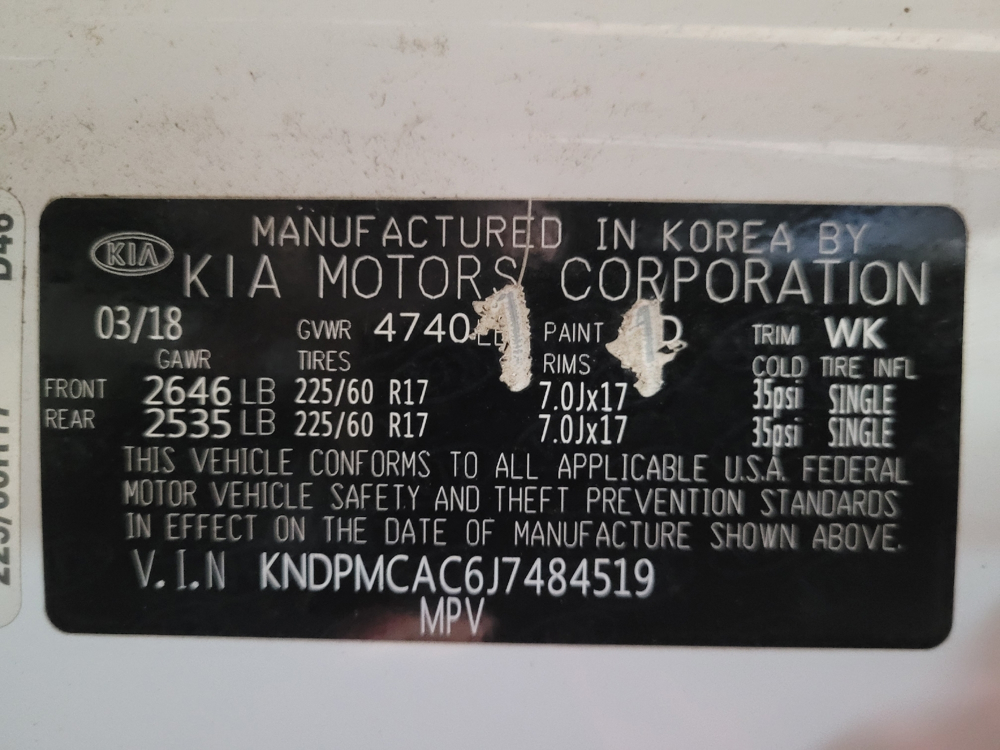 MANUFACTURED IN KOREA BY
KIA KIA MOTORS CORPORATION
03/18 GVWR 4740 PAINT TRIM WK
GAWR TIRES RIMS COLD TIRE INFL
FRONT 2646 LB 225/60 R17 7.0Jx17 35psi SINGLE
REAR 2535 LB 225/60 R17 7.0Jx17 35psi SINGLE
THIS VEHICLE CONFORMS TO ALL APPLICABLE U.S.A. FEDERAL
MOTOR VEHICLE SAFETY AND THEFT PREVENTION STANDARDS
IN EFFECT ON THE DATE OF MANUFACTURE SHOWN ABOVE.
V.I.N KNDPMCAC6J7484519
MPV